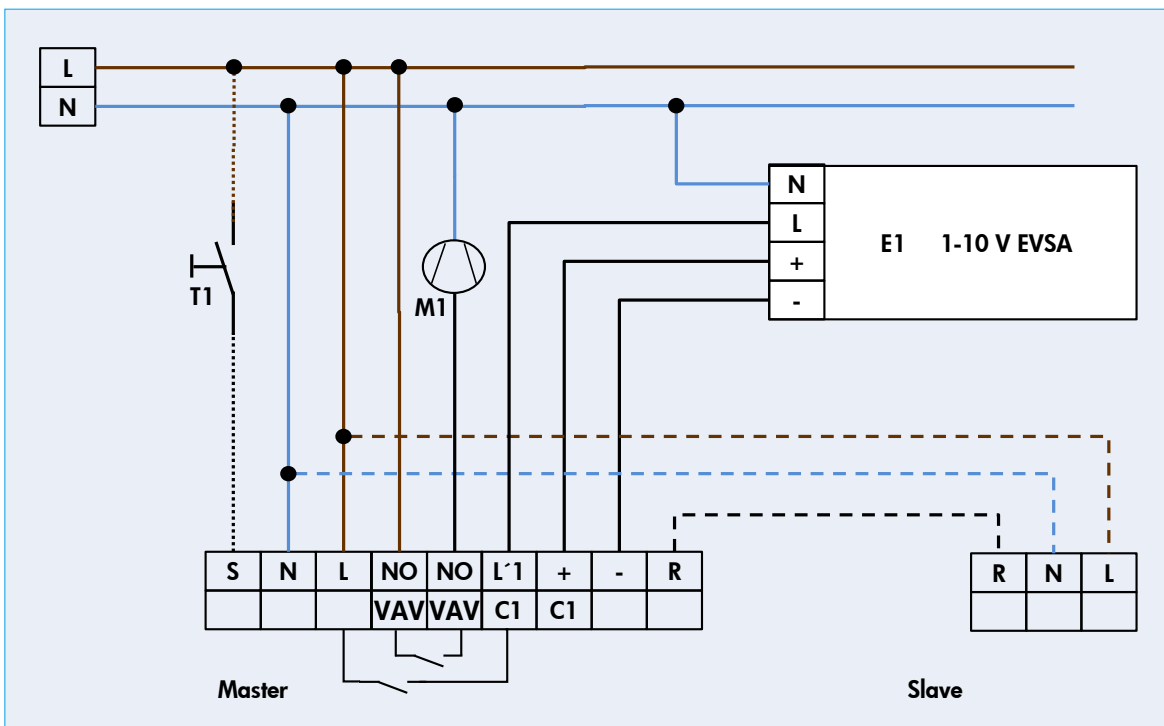 L
N
N
L
E1 1-10 V EVSA
+
-
T1
M1
S N L NO NO L´1 + - R
VAV VAV C1 C1
R N L
Master
Slave